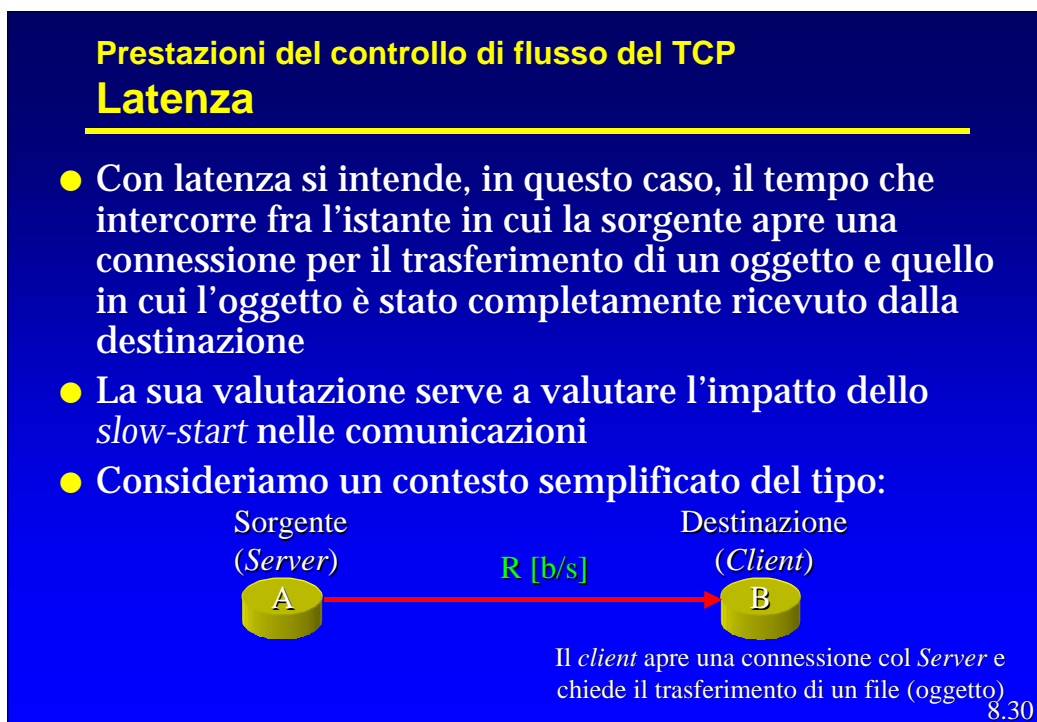 Prestazioni del controllo di flusso del TCP
Latenza
Con latenza si intende, in questo caso, il tempo che
intercorre fra l'istante in cui la sorgente apre una
connessione per il trasferimento di un oggetto e quello
in cui l'oggetto è stato completamente ricevuto dalla
destinazione
La sua valutazione serve a valutare l'impatto dello
slow-start nelle comunicazioni
Consideriamo un contesto semplificato del tipo:
Sorgente
(Server)
Destinazione
(Client)
R [b/s]
A
B
Il client apre una connessione col Server e
chiede il trasferimento di un file (oggetto)
8.30